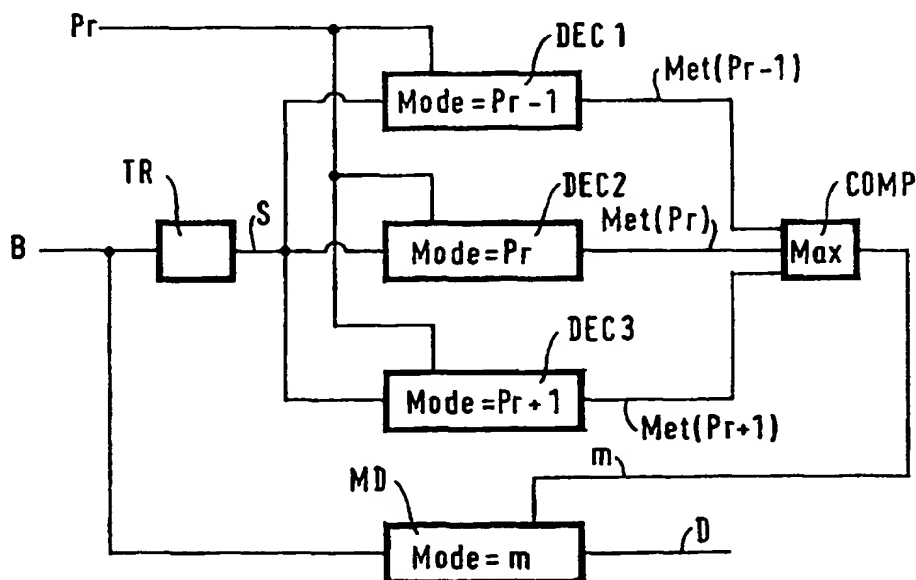 Pr
DEC 1
Mode = Pr - 1
Met(Pr-1)
TR
S
DEC2
Met(Pr)
COMP
B
Mode = Pr
Max
DEC3
Mode = Pr + 1
Met(Pr+1)
m
MD
D
Mode = m